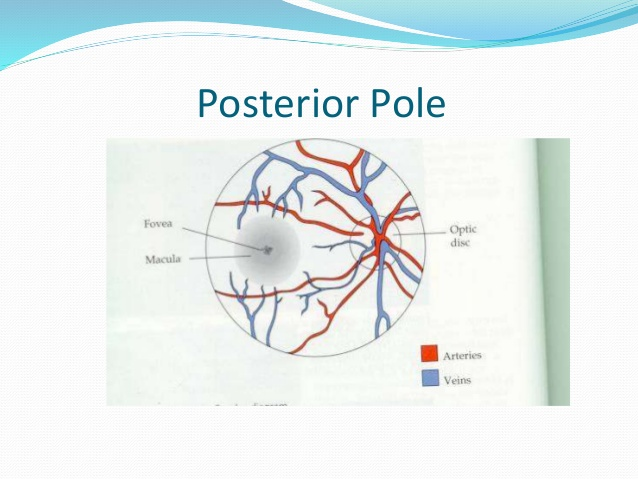 Posterior Pole
Fovea
Macula
Optic
disc
Arteries
Veins